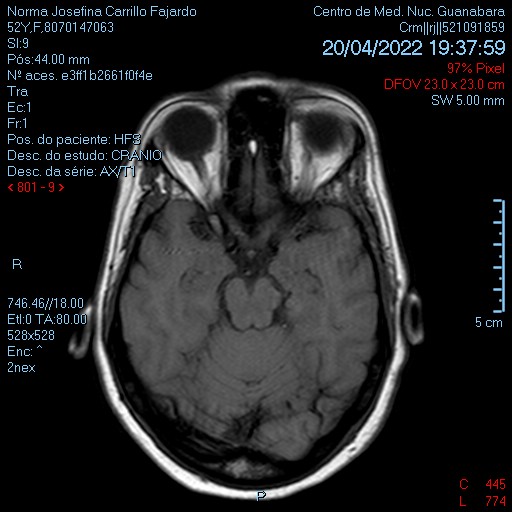 Norma Josefina Carrillo Fajardo
52Y,F,8070147063
Sl:9
Pós:44.00 mm
Nº aces. e3ff1b2661f0f4e
Tra
Ec:1
Fr:1
Pos. do paciente: HFS
Desc. do estudo: CRANIO
Desc. da série: AX/T1
< 801 - 9 >
Centro de Med. Nuc. Guanabara
Crm||rj||521091859
20/04/2022 19:37:59
97% Pixel
DFOV 23.0 x 23.0 cm
SW 5.00 mm
R
5 cm
746.46//18.00
Etl:0 TA:80.00
528x528
Enc: ^
2nex
P
C 445
L 774